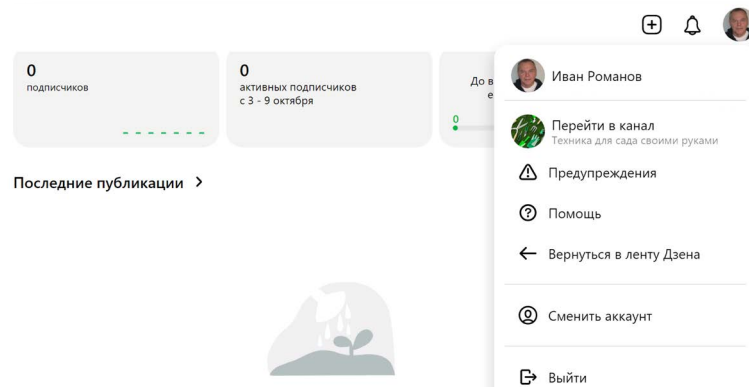 0
подписчиков
0
активных подписчиков
с 3 - 9 октября
До в
е
0
Последние публикации
Иван Романов
Перейти в канал
Техника для сада своими руками
Предупреждения
Помощь
Вернуться в ленту Дзена
Сменить аккаунт
Выйти